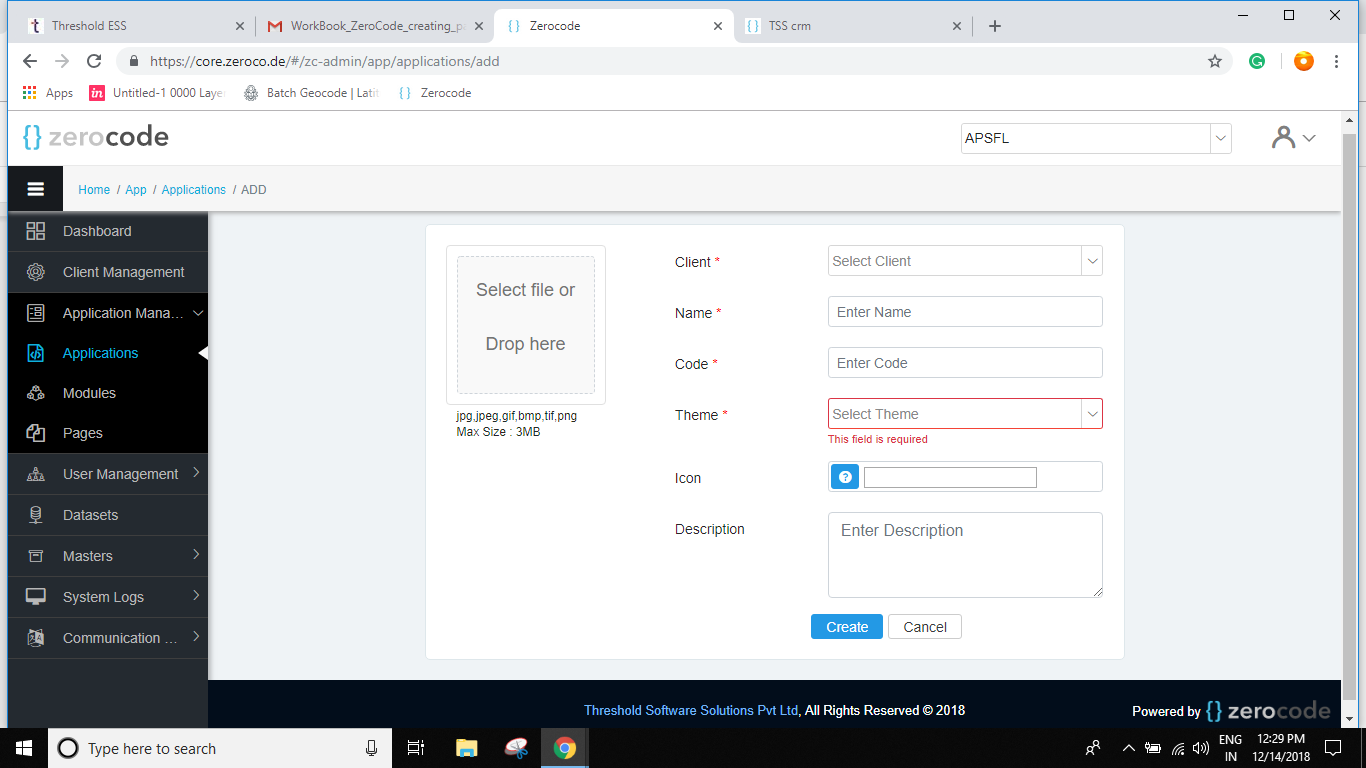 Threshold ESS
WorkBook_ZeroCode_creating_pa
Zerocode
TSS crm
https://core.zeroco.de/#/zc-admin/app/applications/add
Apps
in
Untitled-1 0000 Layer
Batch Geocode | Latit
Zerocode
{} zerocode
APSFL
Home / App / Applications / ADD
Dashboard
Client Management
Application Mana...
Applications
Modules
Pages
User Management
Datasets
Masters
System Logs
Communication ...
Select file or
Drop here
jpg,jpeg,gif,bmp,tif,png
Max Size : 3MB
Client *
Select Client
Name *
Enter Name
Code *
Enter Code
Theme *
Select Theme
This field is required
Icon
Description
Enter Description
Create
Cancel
Threshold Software Solutions Pvt Ltd, All Rights Reserved © 2018
Powered by {} zerocode
Type here to search
ENG
IN
12:29 PM
12/14/2018